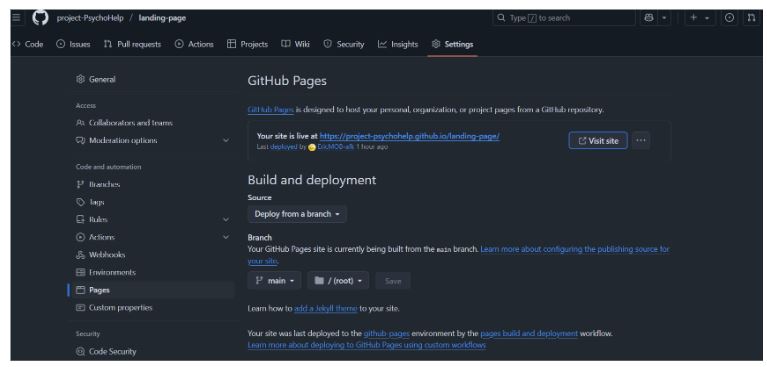 project-PsychoHelp / landing-page
Type / to search
Code
Issues
Pull requests
Actions
Projects
Wiki
Security
Insights
Settings
General
Access
Collaborators and teams
Moderation options
Code and automation
Branches
Tags
Rules
Actions
Webhooks
Environments
Pages
Custom properties
Security
Code Security
GitHub Pages
GitHub Pages is designed to host your personal, organization, or project pages from a GitHub repository.
Your site is live at https://project-psychohelp.github.io/landing-page/
Last deployed by EricMOD-afk 1 hour ago
Visit site
Build and deployment
Source
Deploy from a branch
Branch
Your GitHub Pages site is currently being built from the main branch. Learn more about configuring the publishing source for
your site.
main
/ (root)
Save
Learn how to add a Jekyll theme to your site.
Your site was last deployed to the github-pages environment by the pages build and deployment workflow.
Learn more about deploying to GitHub Pages using custom workflows